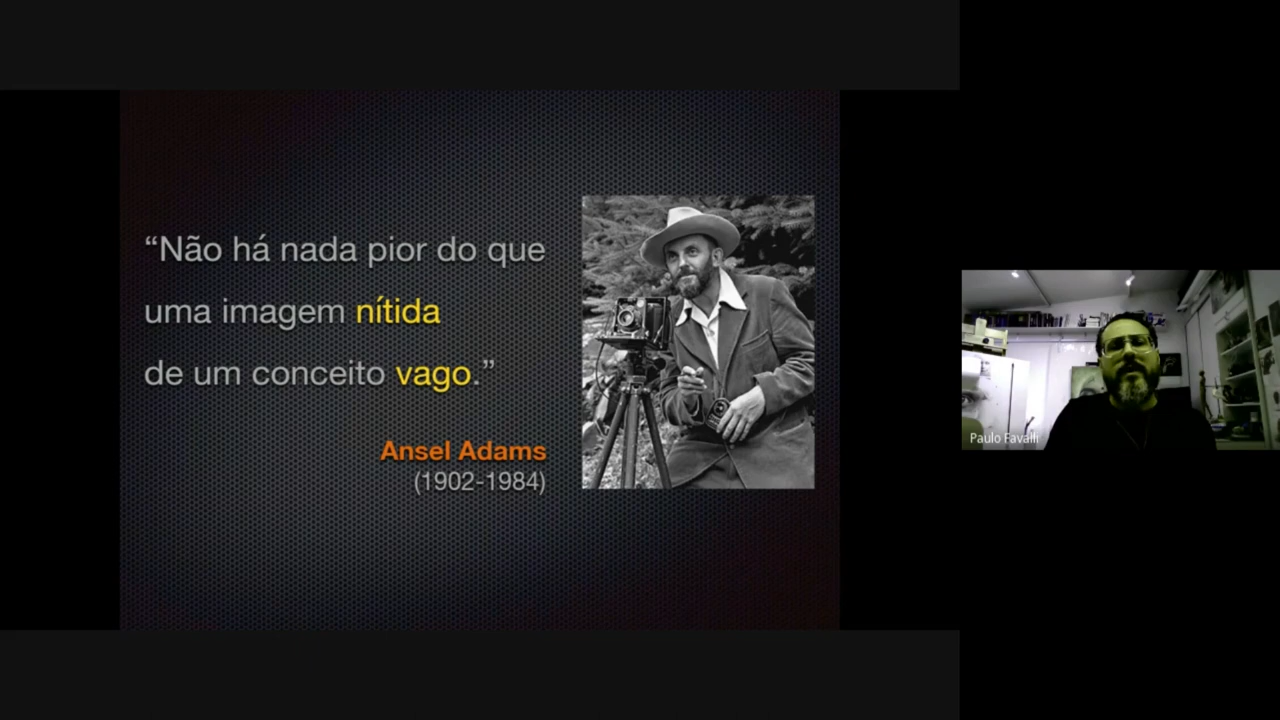 “Não há nada pior do que
uma imagem nítida
de um conceito vago.”
Ansel Adams
(1902-1984)
Paulo Favalli